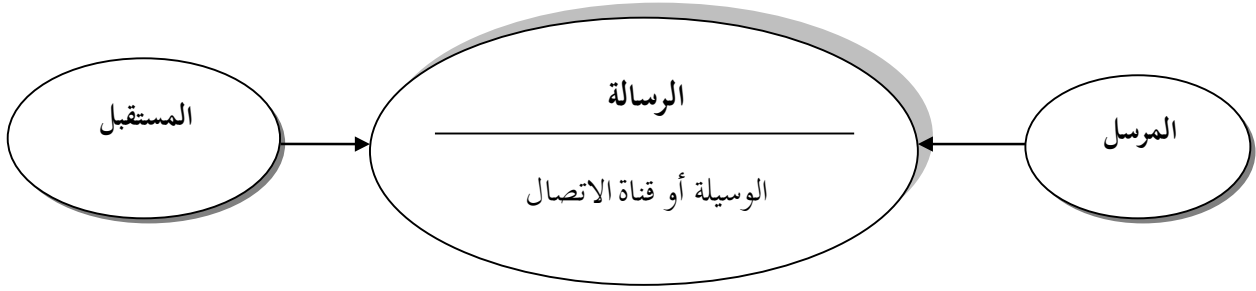 المرسل
الرسالة
الوسيلة أو قناة الاتصال
المستقبل